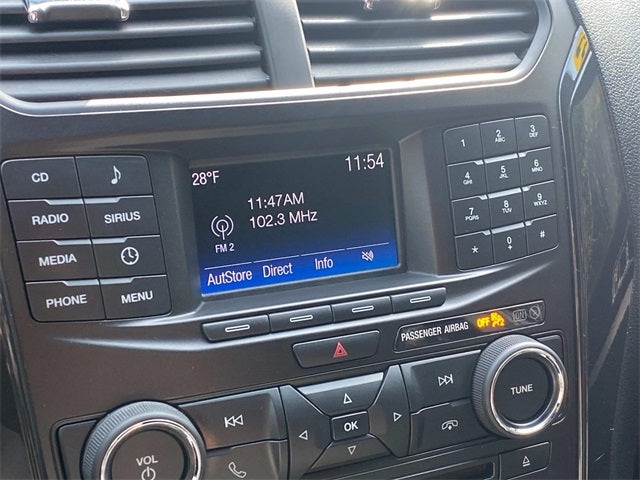 28°F
11:54
11:47AM
102.3 MHz
FM 2
AutStore Direct Info
CD
RADIO SIRIUS
MEDIA
PHONE MENU
1 2 ABC 3 DEF
4 GHI 5 JKL 6 MNO
7 PQRS 8 TUV 9 WXYZ
* 0 #
PASSENGER AIRBAG OFF ON
VOL
OK
TUNE